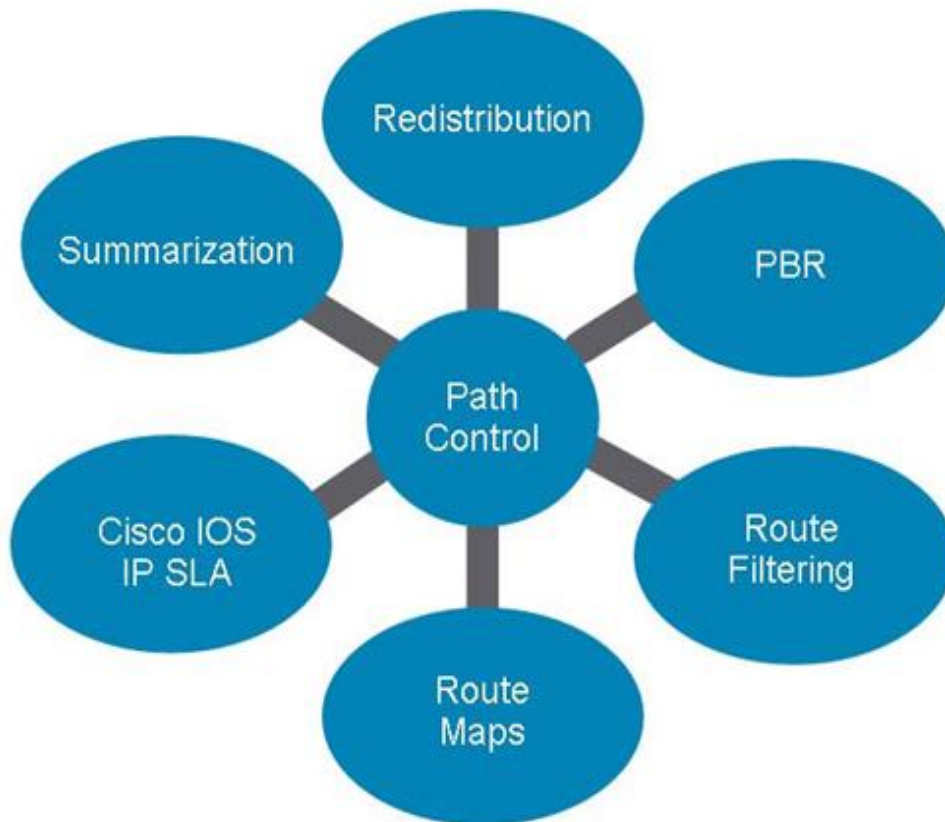 Redistribution
Summarization
PBR
Path
Control
Cisco IOS
IP SLA
Route
Filtering
Route
Maps